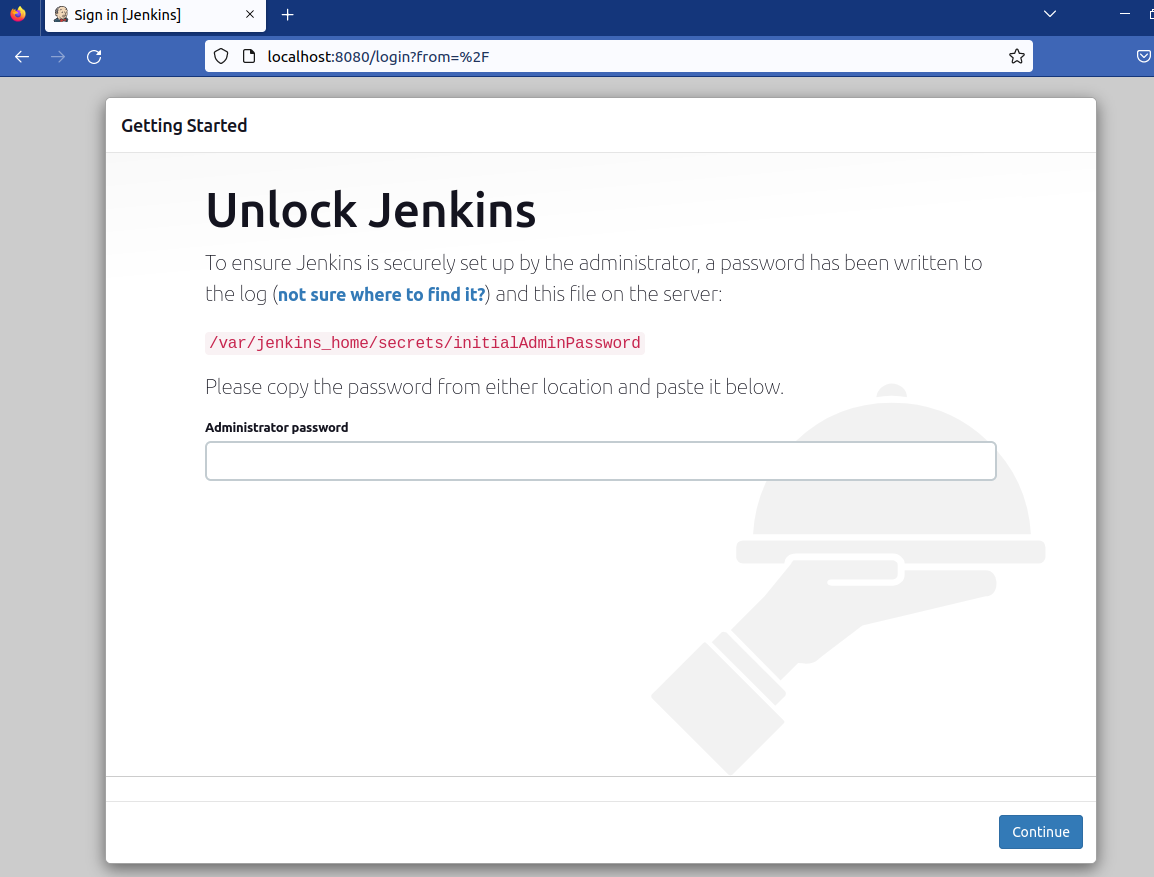 Sign in [Jenkins]
localhost:8080/login?from=%2F
Getting Started
Unlock Jenkins
To ensure Jenkins is securely set up by the administrator, a password has been written to
the log (not sure where to find it?) and this file on the server:
/var/jenkins_home/secrets/initialAdminPassword
Please copy the password from either location and paste it below.
Administrator password
Continue